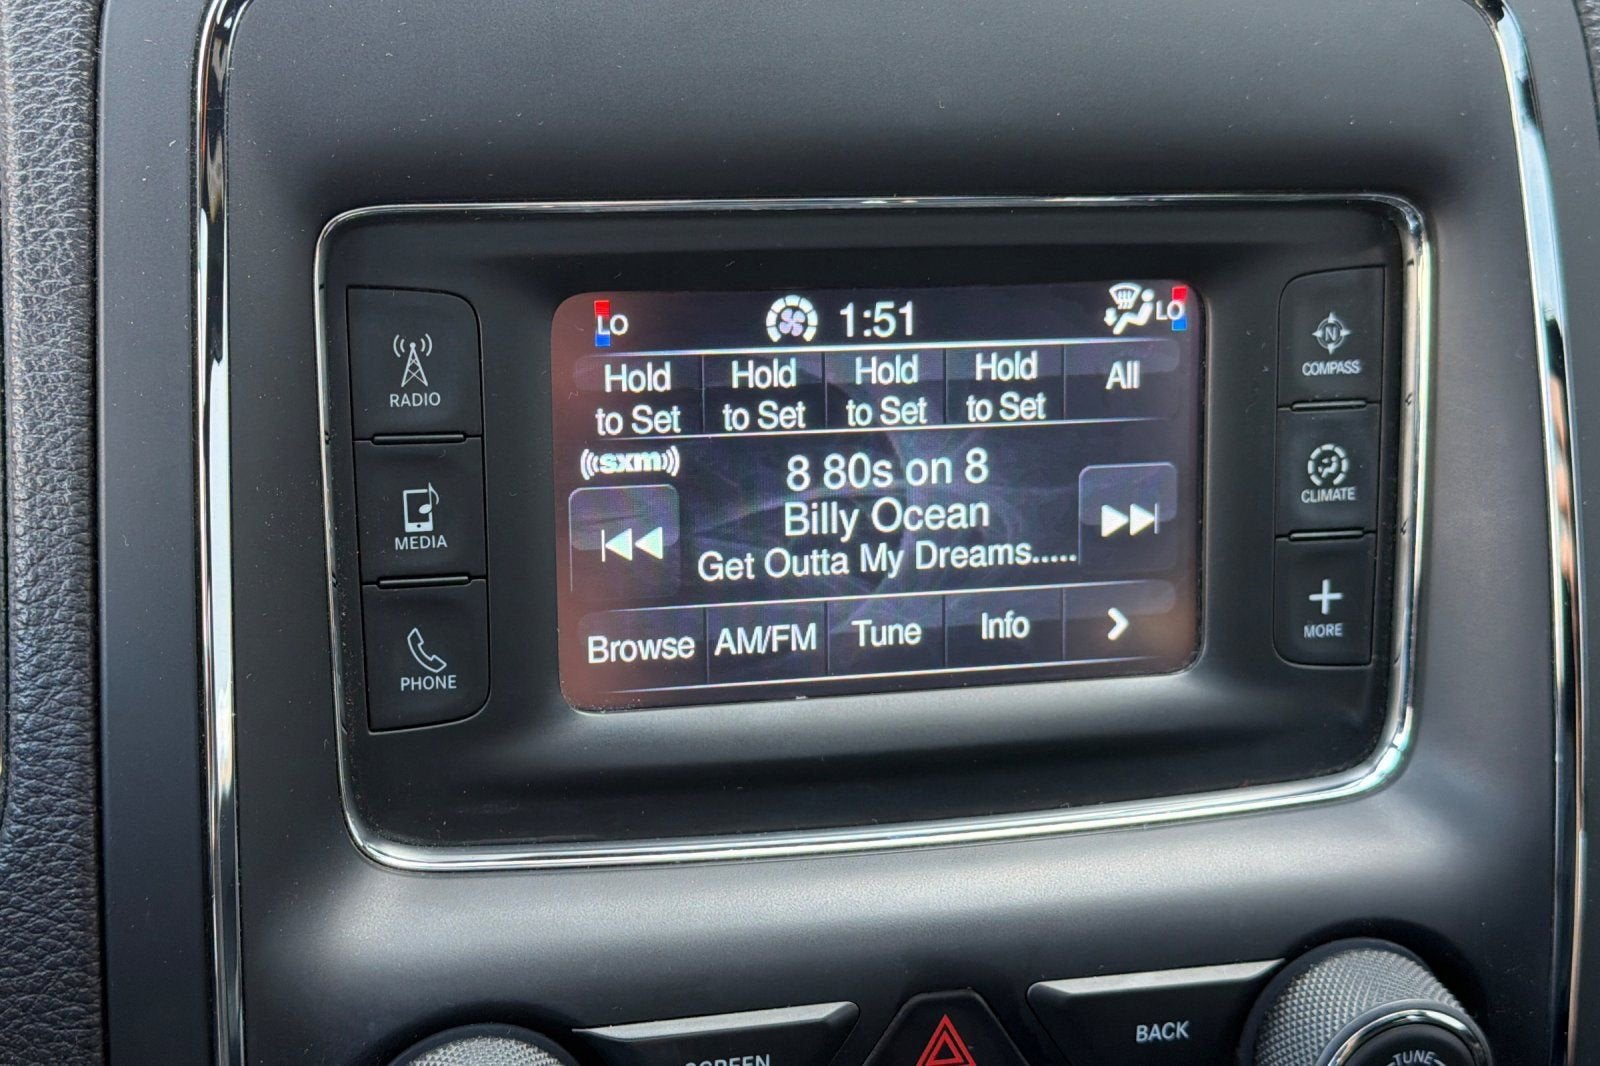 LO 1:51 LO
Hold to Set Hold to Set Hold to Set Hold to Set All
sxm
8 80s on 8
Billy Ocean
Get Outta My Dreams.....
Browse AM/FM Tune Info
RADIO
MEDIA
PHONE
N
COMPASS
CLIMATE
MORE
SCREEN
BACK
TUNE